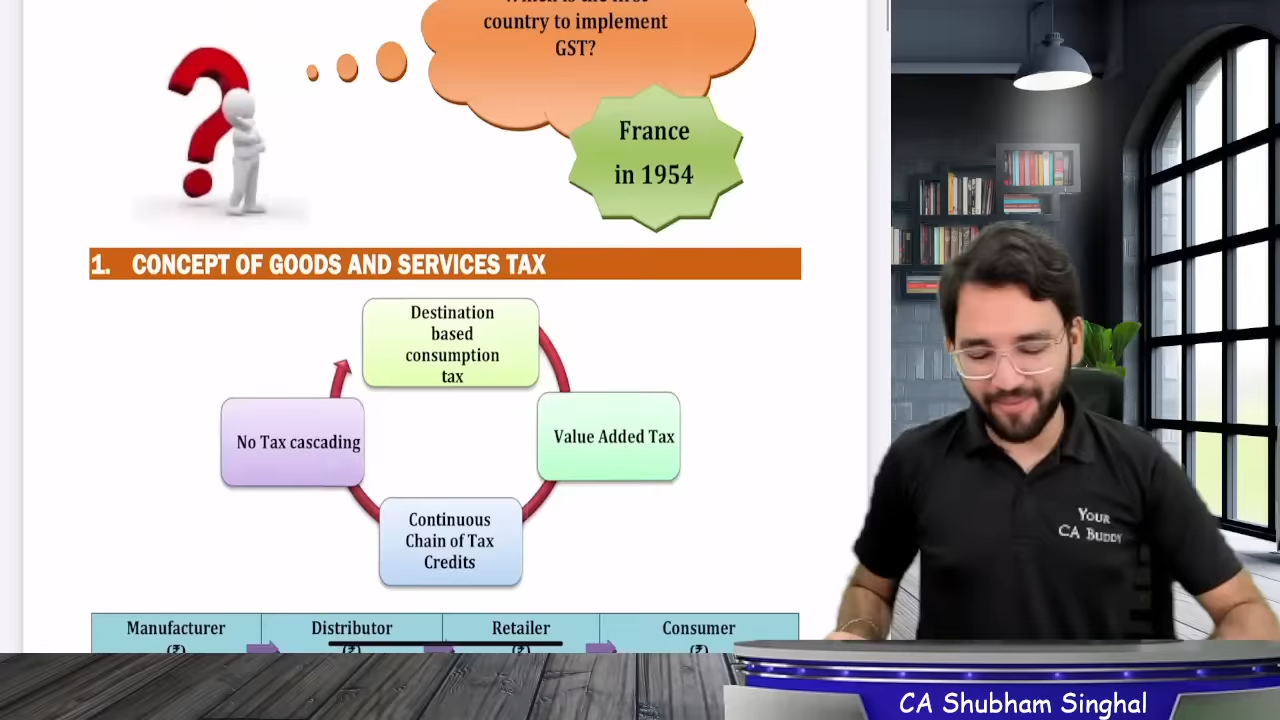 country to implement
GST?
France
in 1954
1. CONCEPT OF GOODS AND SERVICES TAX
Destination
based
consumption
tax
No Tax cascading
Value Added Tax
Continuous
Chain of Tax
Credits
Manufacturer Distributor Retailer Consumer
(₹) (₹) (₹) (₹)
YOUR
CA BUDDY
CA Shubham Singhal